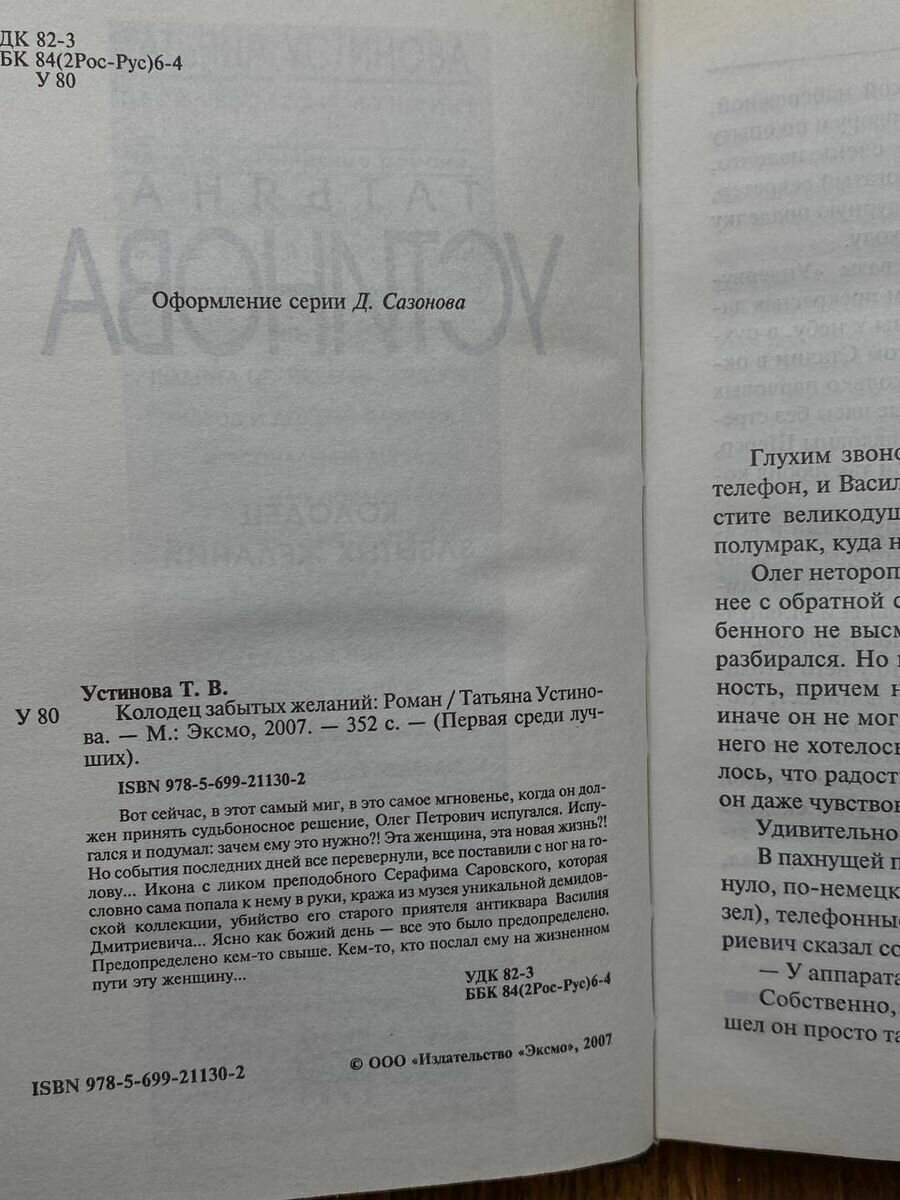 ДК 82-3
БК 84(2Рос-Рус)6-4
У 80
ТАТЬЯНА
УСТИНОВА
Оформление серии Д. Сазонова
КОЛОДЕЦ
Устинова Т. В.
У 80 Колодец забытых желаний: Роман / Татьяна Устино-
ва. — М.: Эксмо, 2007. — 352 с. — (Первая среди луч-
ших).
ISBN 978-5-699-21130-2
Вот сейчас, в этот самый миг, в это самое мгновенье, когда он дол-
жен принять судьбоносное решение, Олег Петрович испугался. Испу-
гался и подумал: зачем ему это нужно?! Эта женщина, эта новая жизнь?!
Но события последних дней все перевернули, все поставили с ног на го-
лову... Икона с ликом преподобного Серафима Саровского, которая
словно сама попала к нему в руки, кража из музея уникальной демидов-
ской коллекции, убийство его старого приятеля антиквара Василия
Дмитриевича... Ясно как божий день — все это было предопределено.
Предопределено кем-то свыше. Кем-то, кто послал ему на жизненном
пути эту женщину...
УДК 82-3
ББК 84(2Рос-Рус)6-4
ISBN 978-5-699-21130-2
© ООО «Издательство «Эксмо», 2007
Глухим звон
телефон, и Васил
стите великодуш
полумрак, куда н
Олег нетороп
нее с обратной с
бенного не высм
разбирался. Но
ность, причем н
иначе он не мог
него не хотелос
лось, что радост
он даже чувство
Удивительно
В пахнущей п
нуло, по-немецк
зел), телефонны
риевич сказал со
— У аппарата
Собственно,
шел он просто та